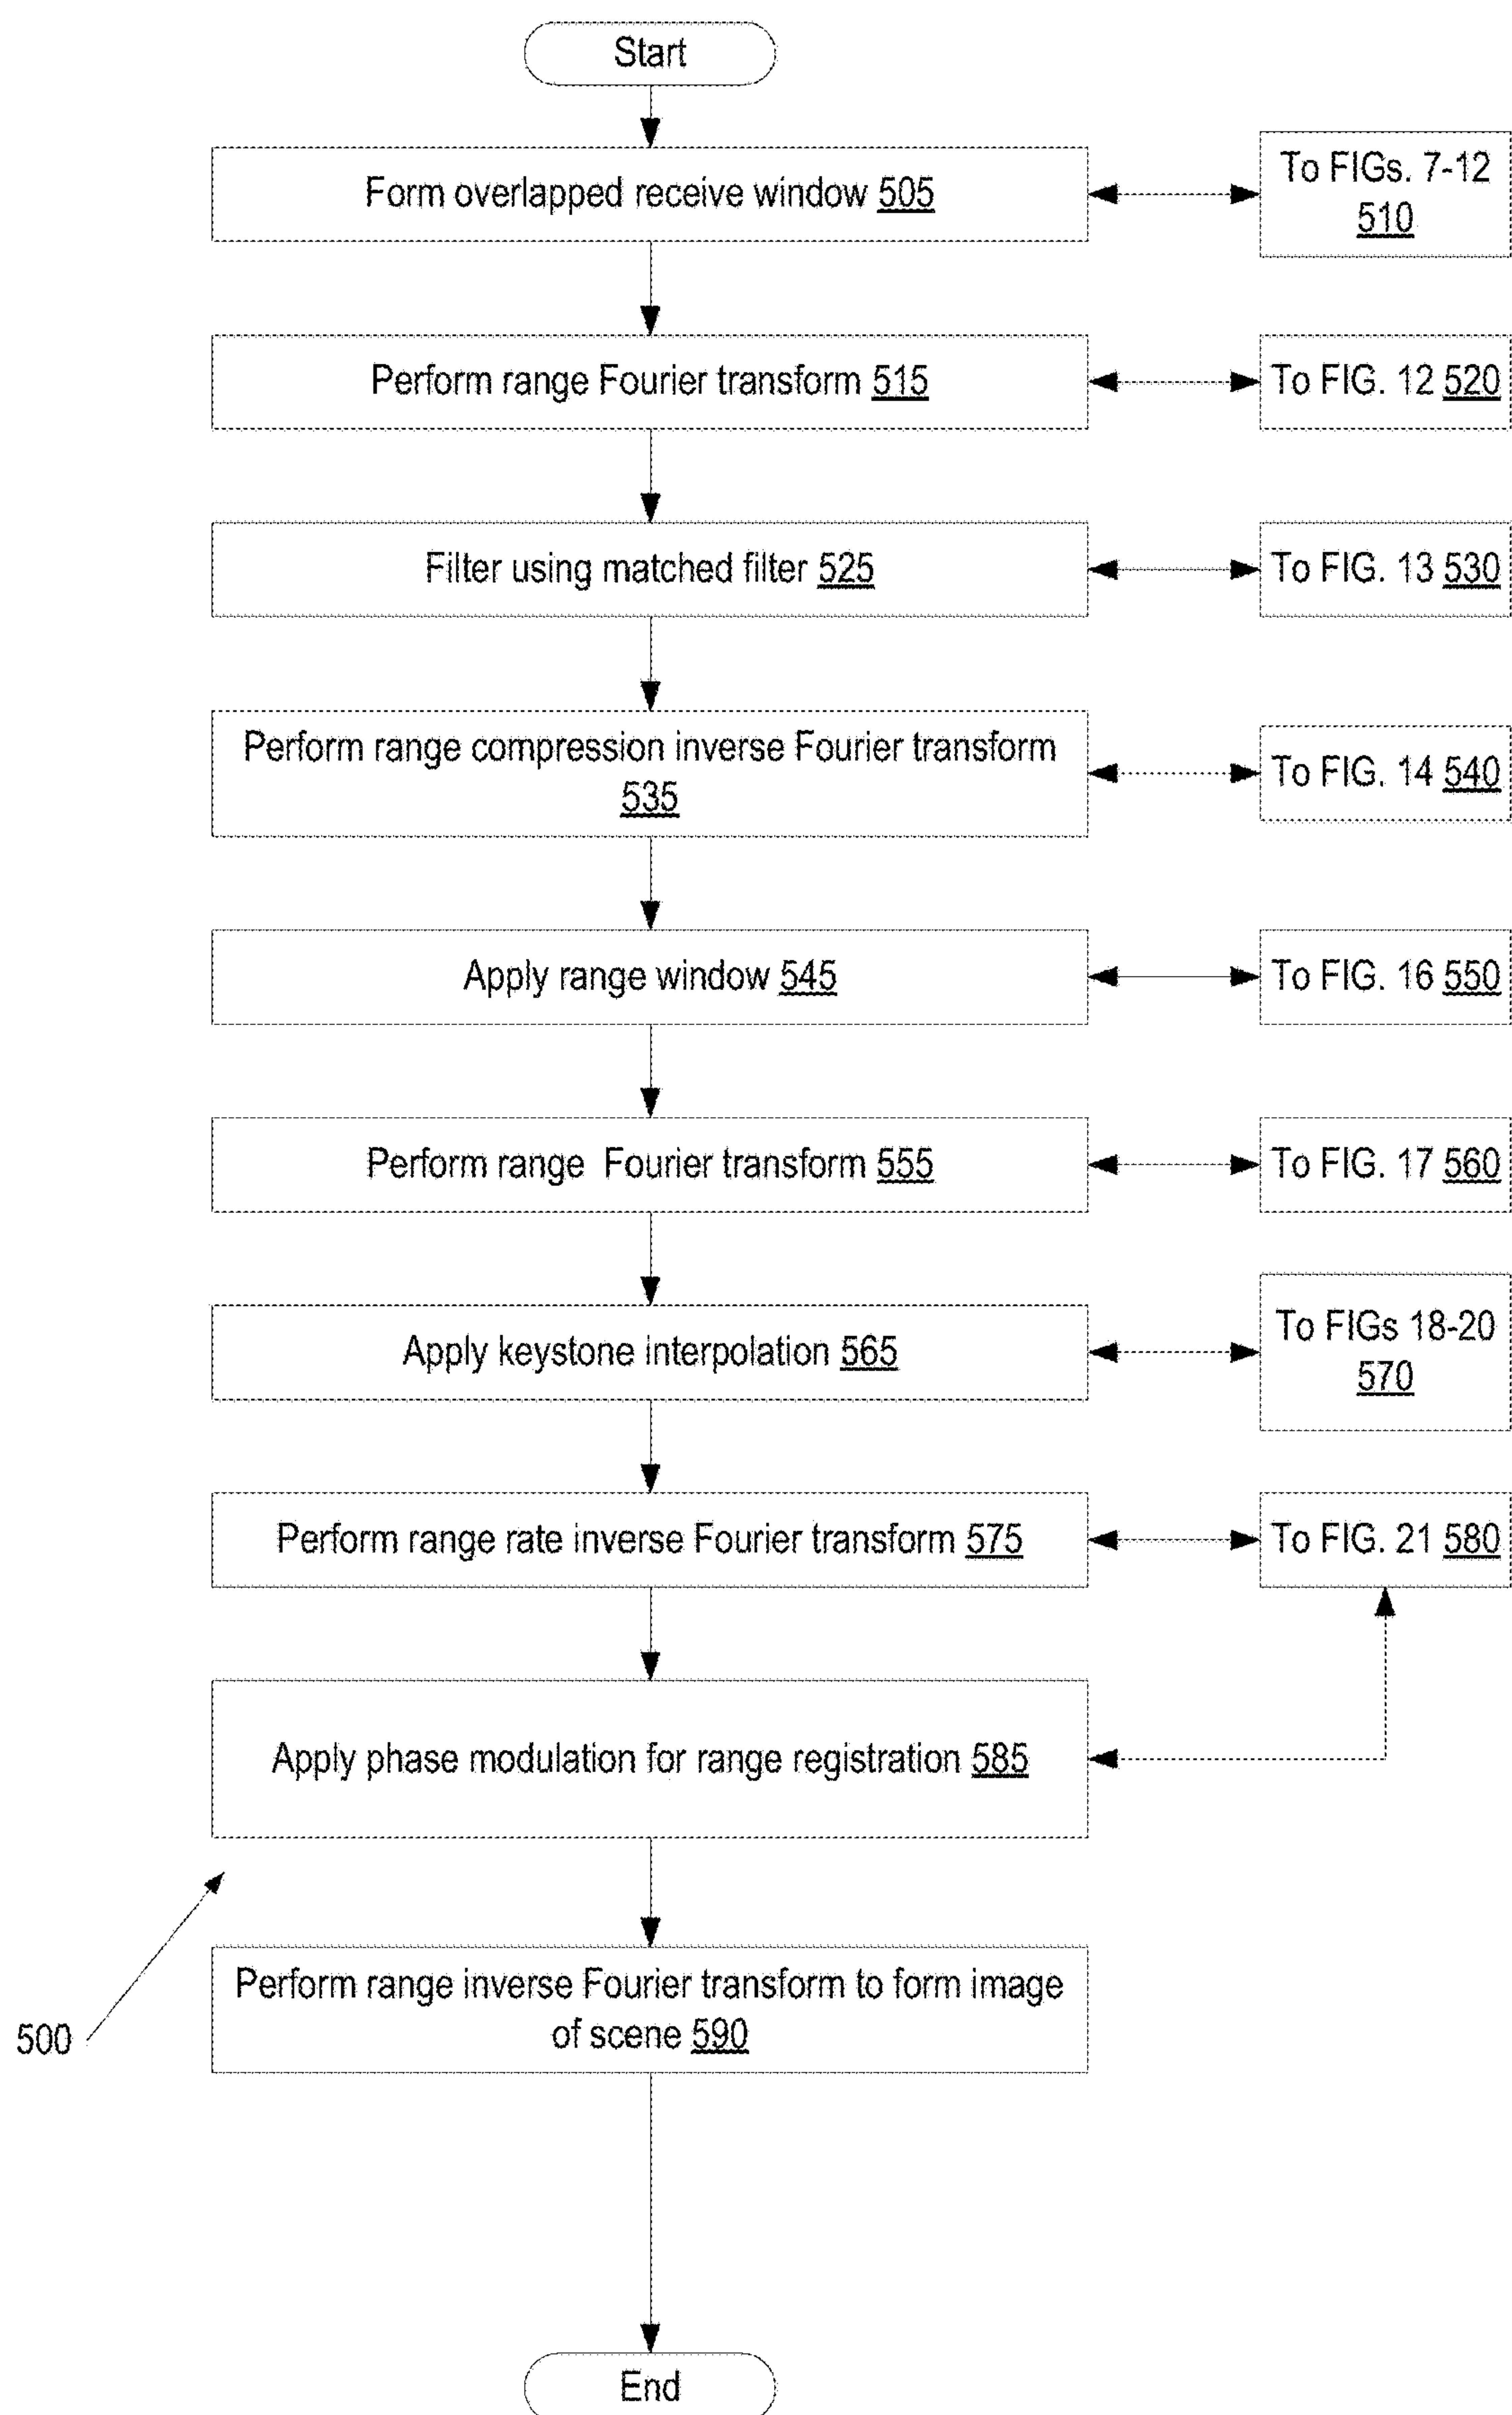 Start
Form overlapped receive window 505
To FIGs. 7-12
510
Perform range Fourier transform 515
To FIG. 12 520
Filter using matched filter 525
To FIG. 13 530
Perform range compression inverse Fourier transform
535
To FIG. 14 540
Apply range window 545
To FIG. 16 550
Perform range Fourier transform 555
To FIG. 17 560
Apply keystone interpolation 565
To FIGs 18-20
570
Perform range rate inverse Fourier transform 575
To FIG. 21 580
Apply phase modulation for range registration 585
Perform range inverse Fourier transform to form image
of scene 590
500
End